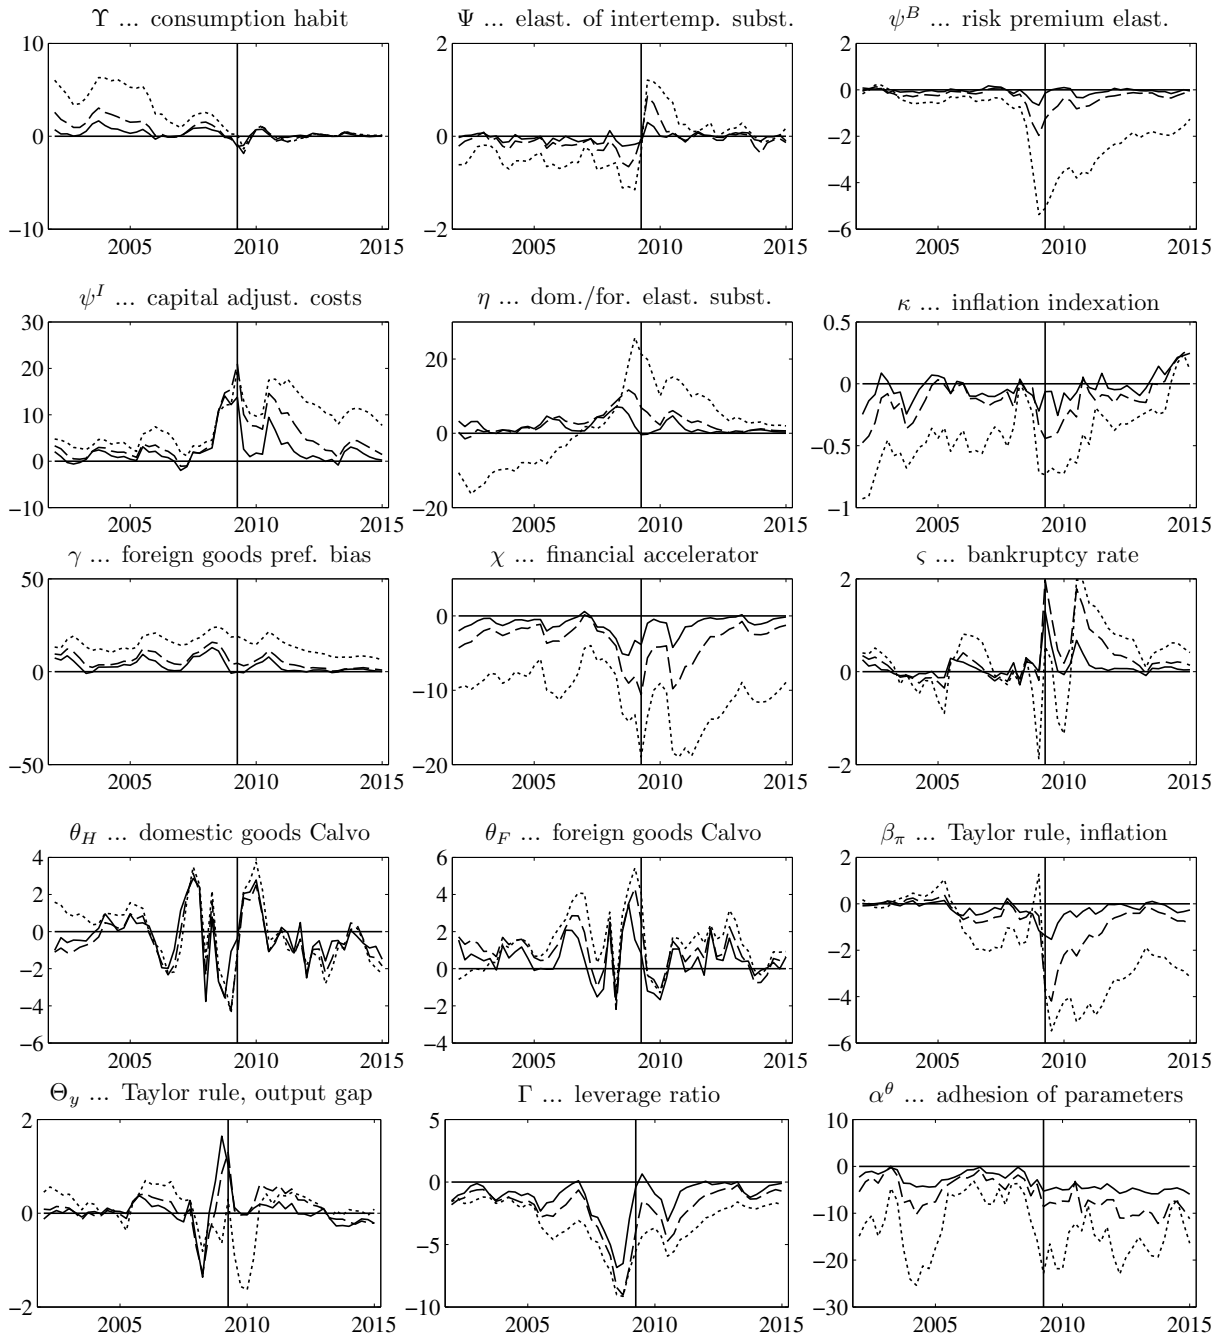 ϒ ... consumption habit
Ψ ... elast. of intertemp. subst.
ψ^B ... risk premium elast.
10
0
−10
2005 2010 2015
2
0
−2
2005 2010 2015
2
0
−2
−4
−6
2005 2010 2015
ψ^I ... capital adjust. costs
η ... dom./for. elast. subst.
κ ... inflation indexation
30
20
10
0
−10
2005 2010 2015
20
0
−20
2005 2010 2015
0.5
0
−0.5
−1
2005 2010 2015
γ ... foreign goods pref. bias
χ ... financial accelerator
ς ... bankruptcy rate
50
0
−50
2005 2010 2015
0
−10
−20
2005 2010 2015
2
0
−2
2005 2010 2015
θ_H ... domestic goods Calvo
θ_F ... foreign goods Calvo
β_π ... Taylor rule, inflation
4
2
0
−2
−4
−6
2005 2010 2015
6
4
2
0
−2
−4
2005 2010 2015
2
0
−2
−4
−6
2005 2010 2015
Θ_y ... Taylor rule, output gap
Γ ... leverage ratio
α^θ ... adhesion of parameters
2
0
−2
2005 2010 2015
5
0
−5
−10
2005 2010 2015
10
0
−10
−20
−30
2005 2010 2015